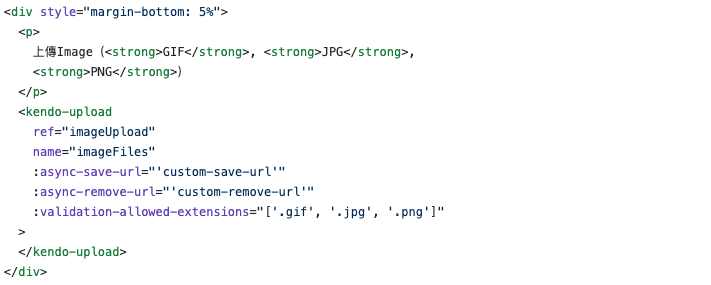 <div style="margin-bottom: 5%">
  <p>
    上傳Image（<strong>GIF</strong>, <strong>JPG</strong>,
    <strong>PNG</strong>）
  </p>
  <kendo-upload
    ref="imageUpload"
    name="imageFiles"
    :async-save-url="'custom-save-url'"
    :async-remove-url="'custom-remove-url'"
    :validation-allowed-extensions="['.gif', '.jpg', '.png']"
  >
  </kendo-upload>
</div>